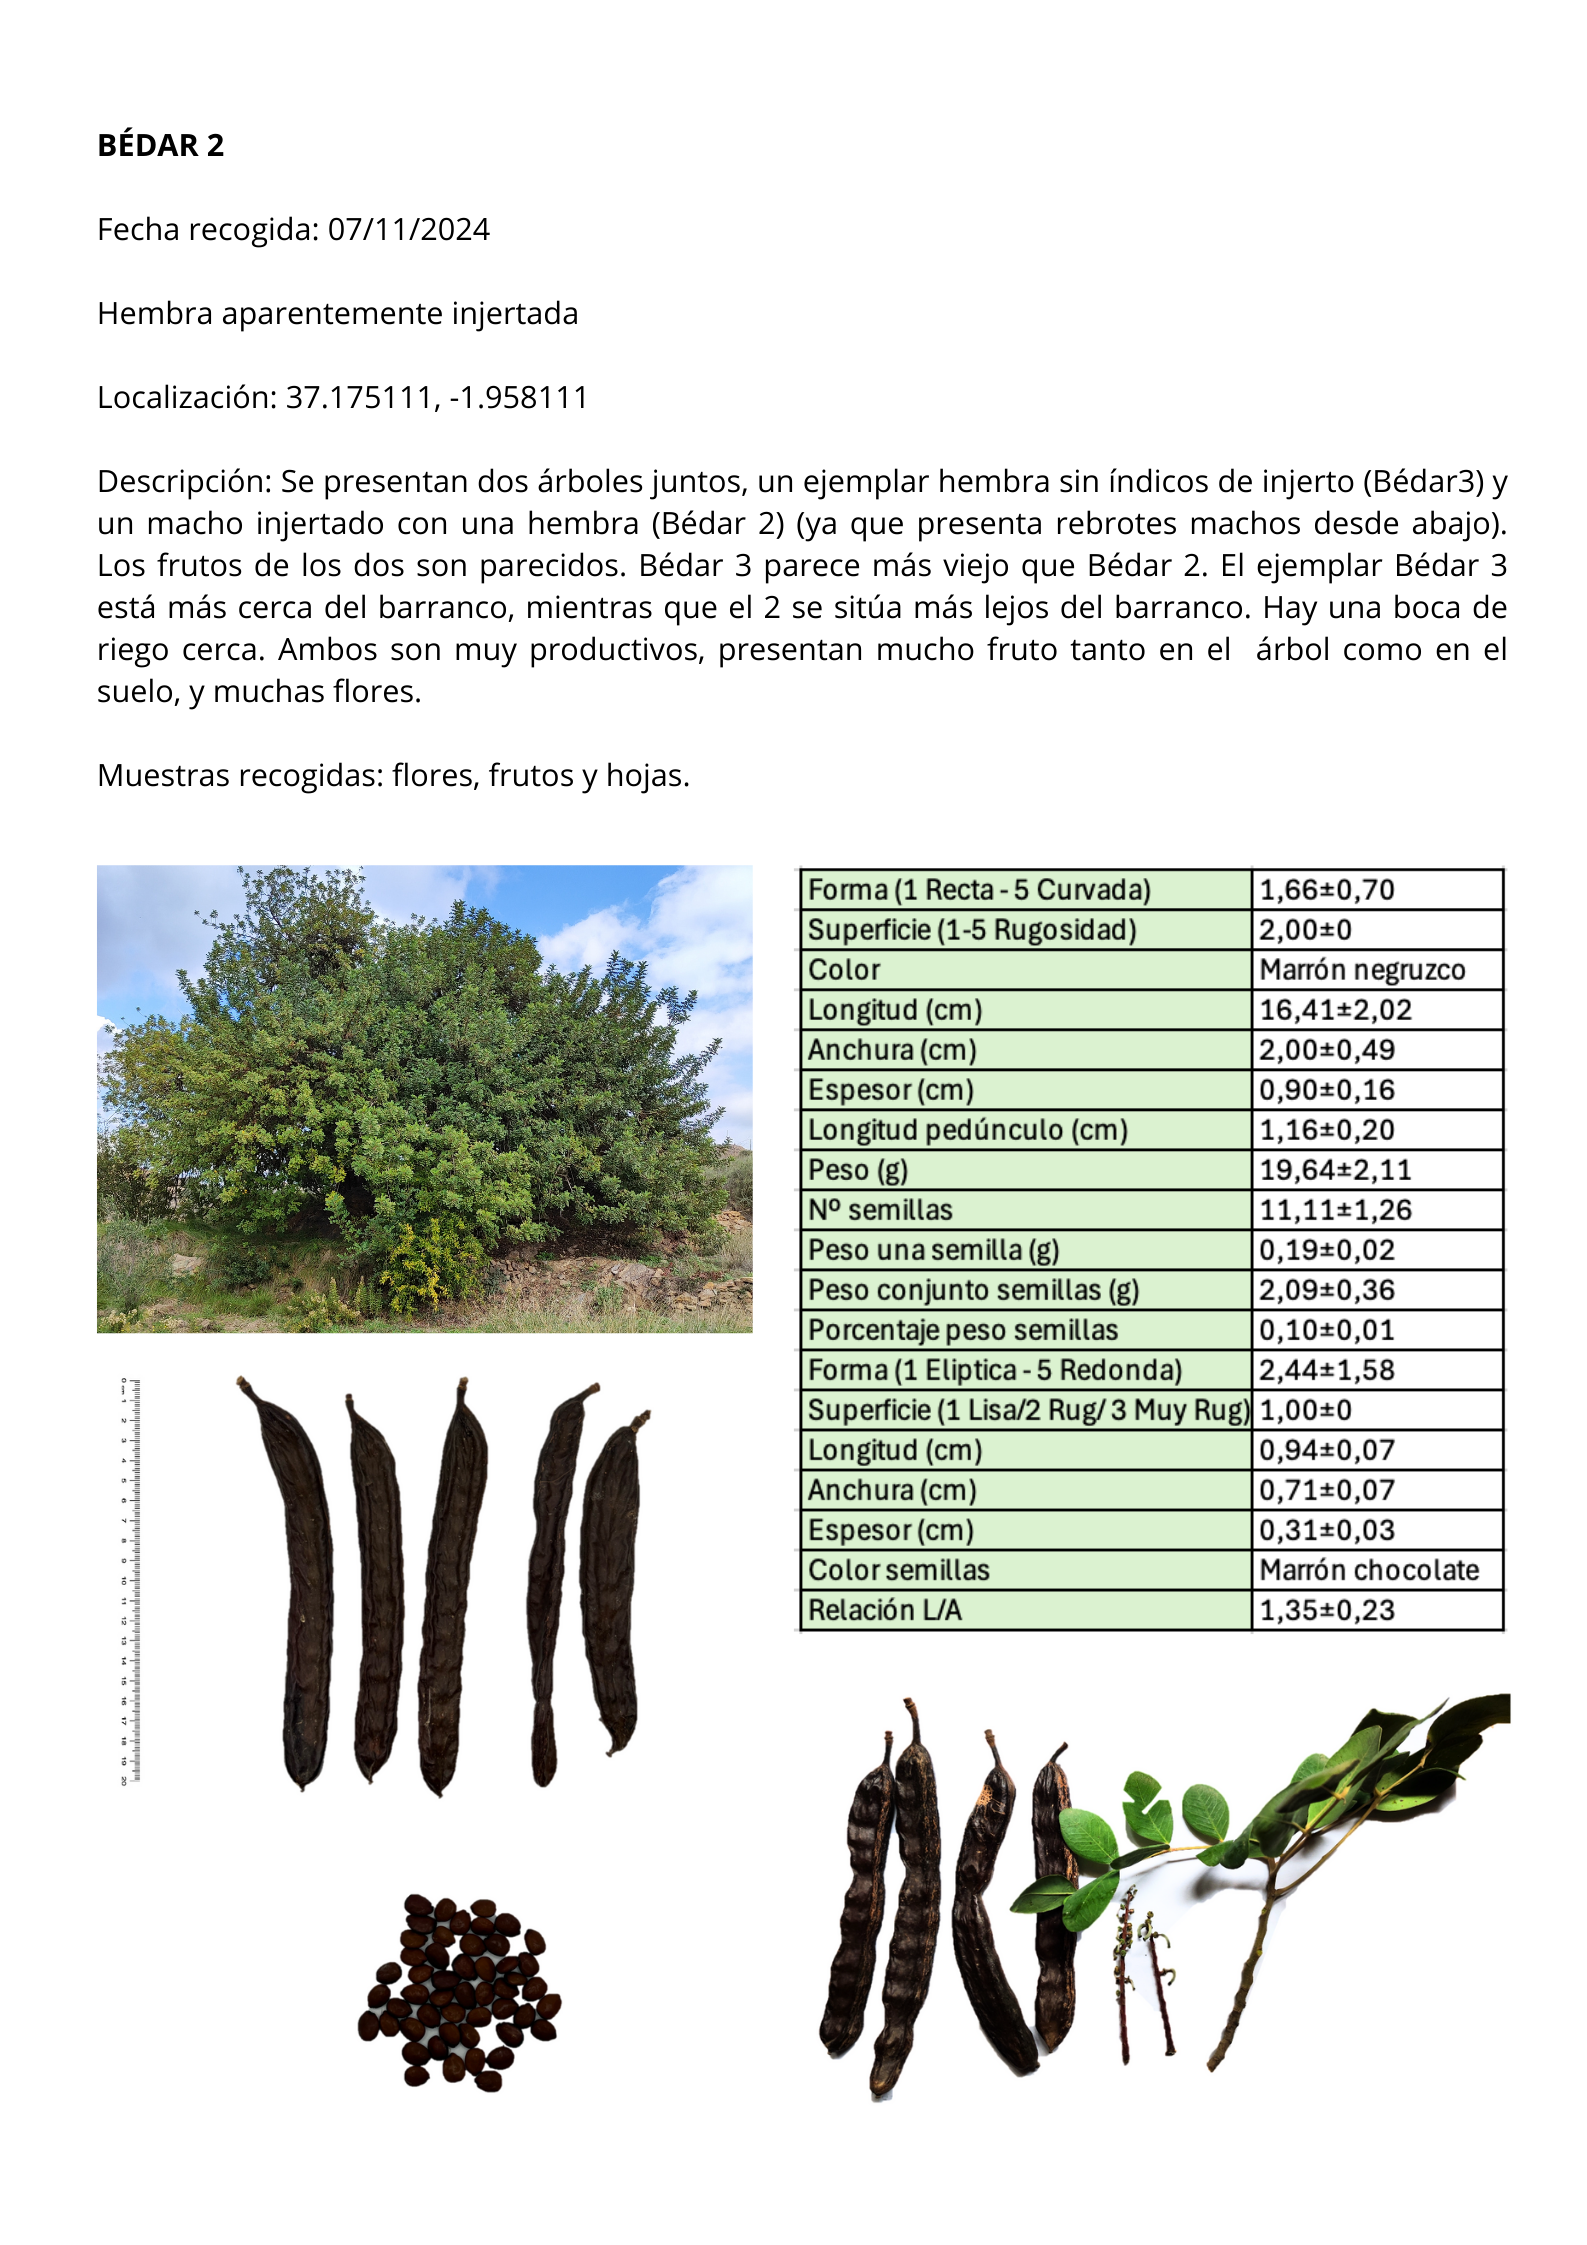 BÉDAR 2
Fecha recogida: 07/11/2024
Hembra aparentemente injertada
Localización: 37.175111, -1.958111
Descripción: Se presentan dos árboles juntos, un ejemplar hembra sin índicos de injerto (Bédar3) y
un macho injertado con una hembra (Bédar 2) (ya que presenta rebrotes machos desde abajo).
Los frutos de los dos son parecidos. Bédar 3 parece más viejo que Bédar 2. El ejemplar Bédar 3
está más cerca del barranco, mientras que el 2 se sitúa más lejos del barranco. Hay una boca de
riego cerca. Ambos son muy productivos, presentan mucho fruto tanto en el árbol como en el
suelo, y muchas flores.
Muestras recogidas: flores, frutos y hojas.
Forma (1 Recta - 5 Curvada) 1,66±0,70
Superficie (1-5 Rugosidad) 2,00±0
Color Marrón negruzco
Longitud (cm) 16,41±2,02
Anchura (cm) 2,00±0,49
Espesor (cm) 0,90±0,16
Longitud pedúnculo (cm) 1,16±0,20
Peso (g) 19,64±2,11
Nº semillas 11,11±1,26
Peso una semilla (g) 0,19±0,02
Peso conjunto semillas (g) 2,09±0,36
Porcentaje peso semillas 0,10±0,01
Forma (1 Eliptica - 5 Redonda) 2,44±1,58
Superficie (1 Lisa/2 Rug/ 3 Muy Rug) 1,00±0
Longitud (cm) 0,94±0,07
Anchura (cm) 0,71±0,07
Espesor (cm) 0,31±0,03
Color semillas Marrón chocolate
Relación L/A 1,35±0,23
0 cm 1 2 3 4 5 6 7 8 9 10 11 12 13 14 15 16 17 18 19 20